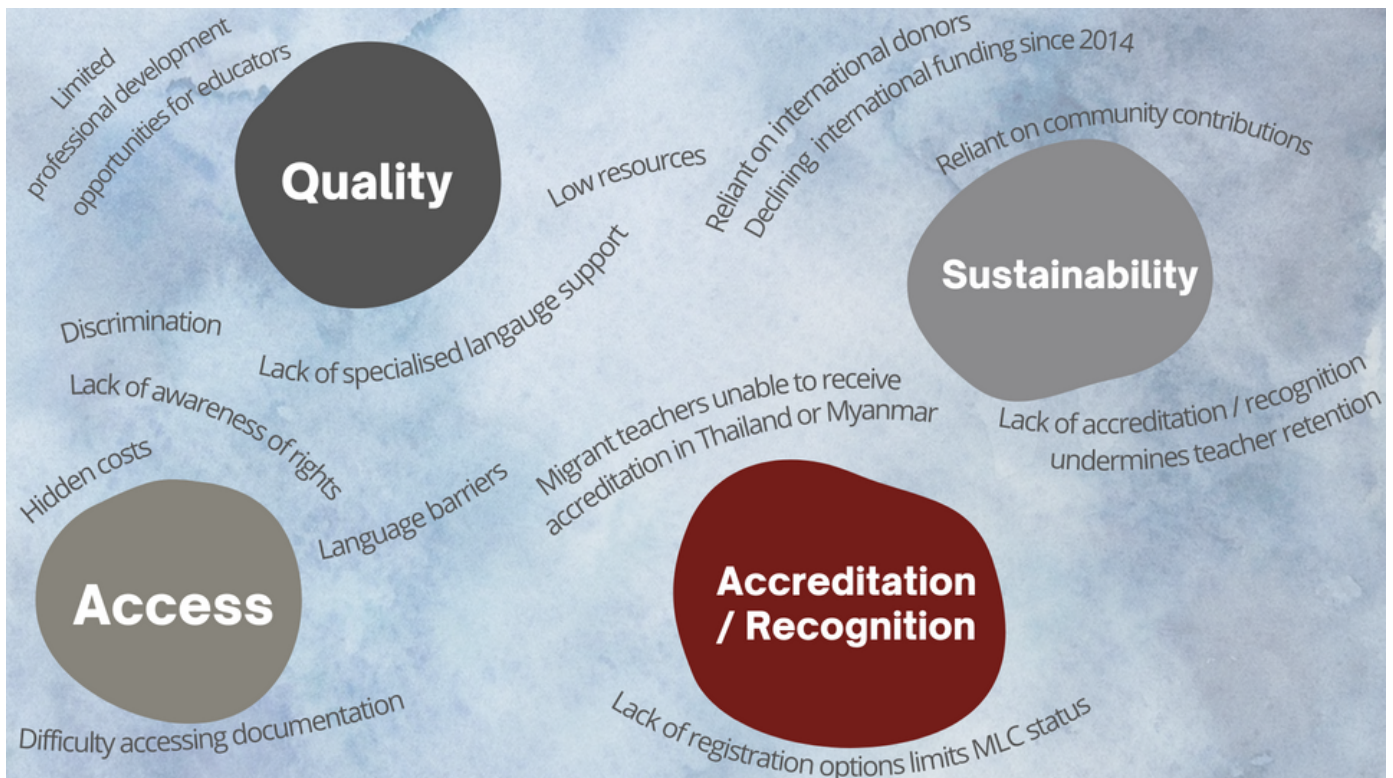 Limited
professional development
opportunities for educators
Quality
Low resources
Lack of specialised langauge support
Reliant on international donors
Declining international funding since 2014
Reliant on community contributions
Sustainability
Lack of accreditation / recognition
undermines teacher retention
Discrimination
Lack of awareness of rights
Hidden costs
Language barriers
Access
Difficulty accessing documentation
Migrant teachers unable to receive
accreditation in Thailand or Myanmar
Accreditation
/ Recognition
Lack of registration options limits MLC status